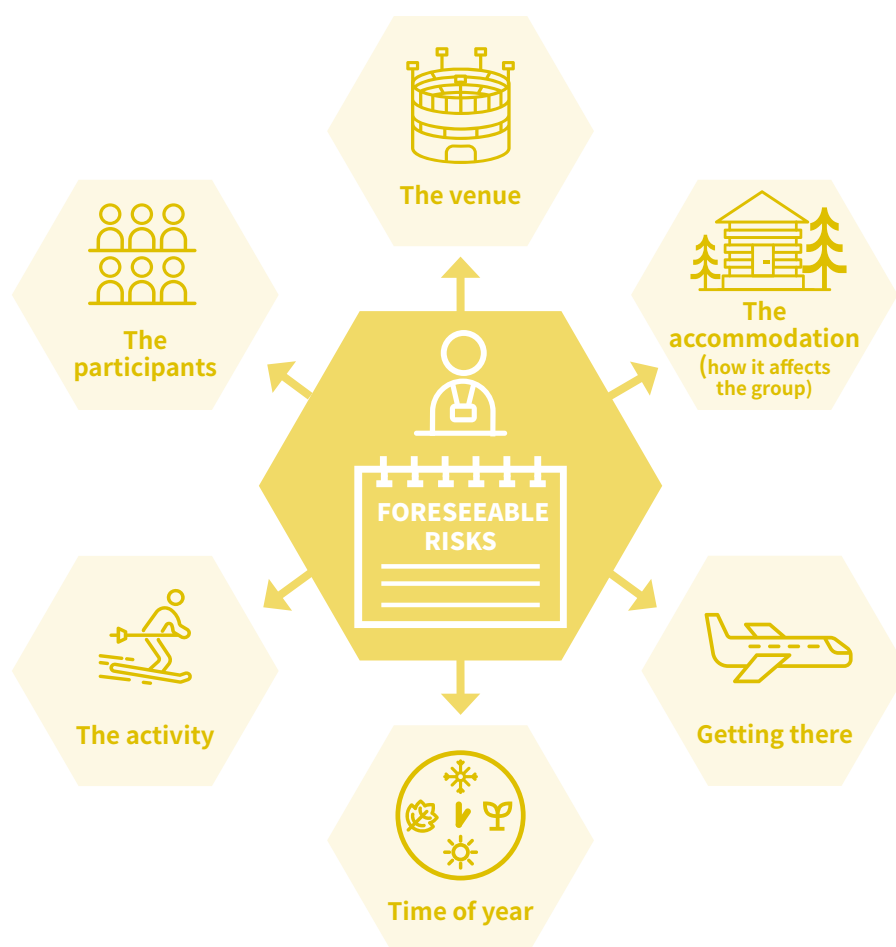 The venue
The
participants
The
accommodation
(how it affects
the group)
FORESEEABLE
RISKS
The activity
Getting there
Time of year